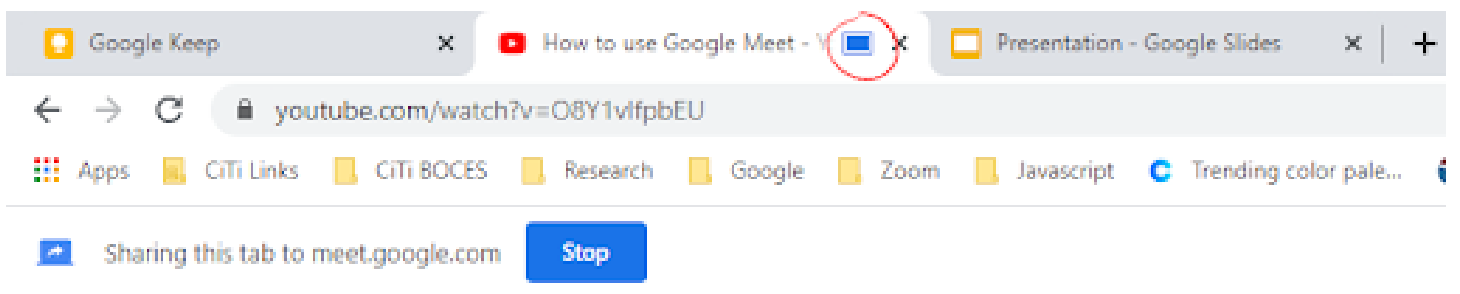 Google Keep How to use Google Meet - Presentation - Google Slides
youtube.com/watch?v=O8Y1vlfpbEU
Apps CiTi Links CiTi BOCES Research Google Zoom Javascript Trending color pale...
Sharing this tab to meet.google.com Stop